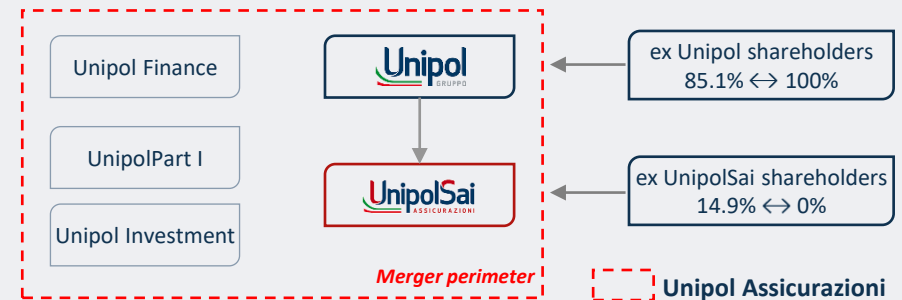 Unipol Finance
Unipol
GRUPPO
ex Unipol shareholders
85.1% ↔ 100%
UnipolPart I
UnipolSai
ASSICURAZIONI
ex UnipolSai shareholders
14.9% ↔ 0%
Unipol Investment
Merger perimeter
Unipol Assicurazioni